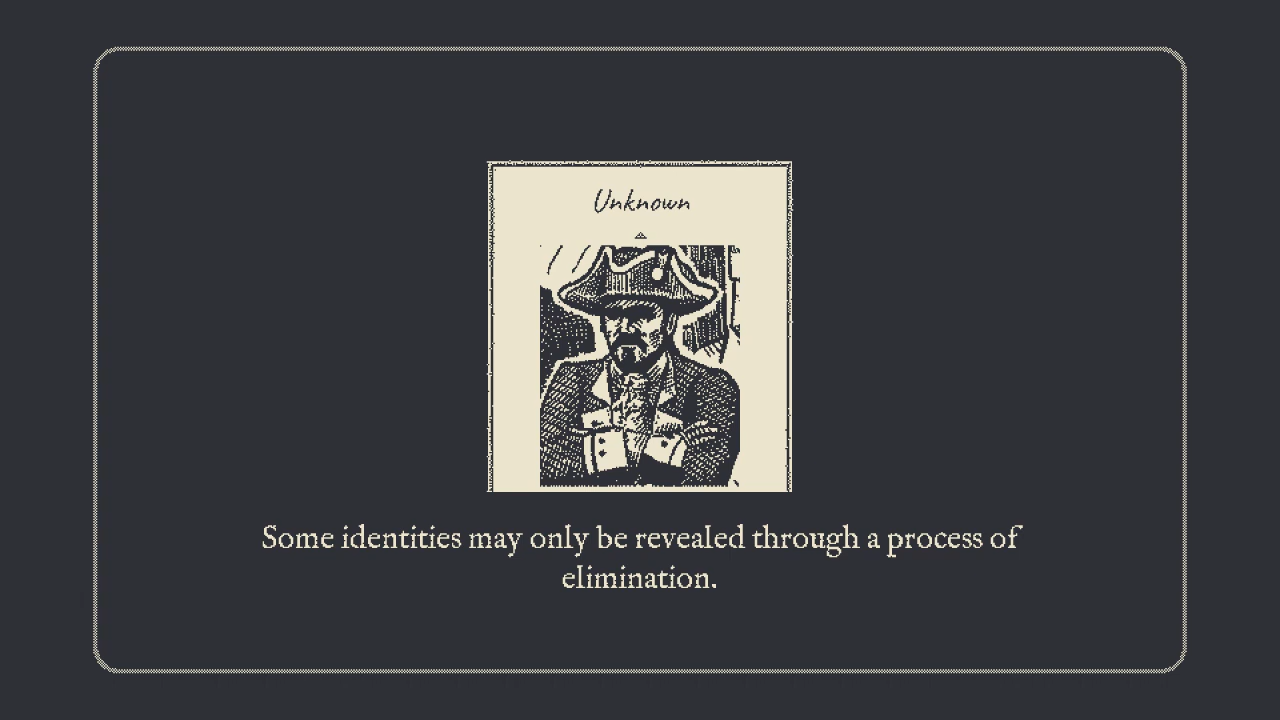 Unknown
Some identities may only be revealed through a process of
elimination.